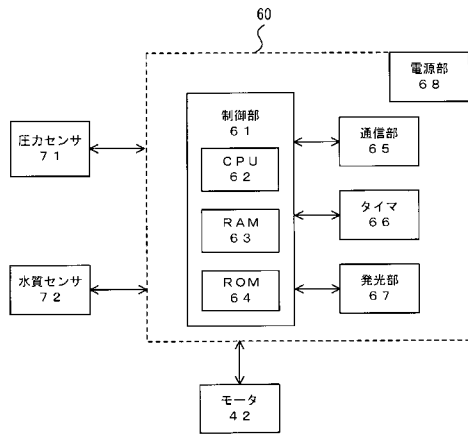 60
電源部
68
制御部
61
圧力センサ
71
通信部
65
CPU
62
タイマ
66
RAM
63
水質センサ
72
ROM
64
発光部
67
モータ
42